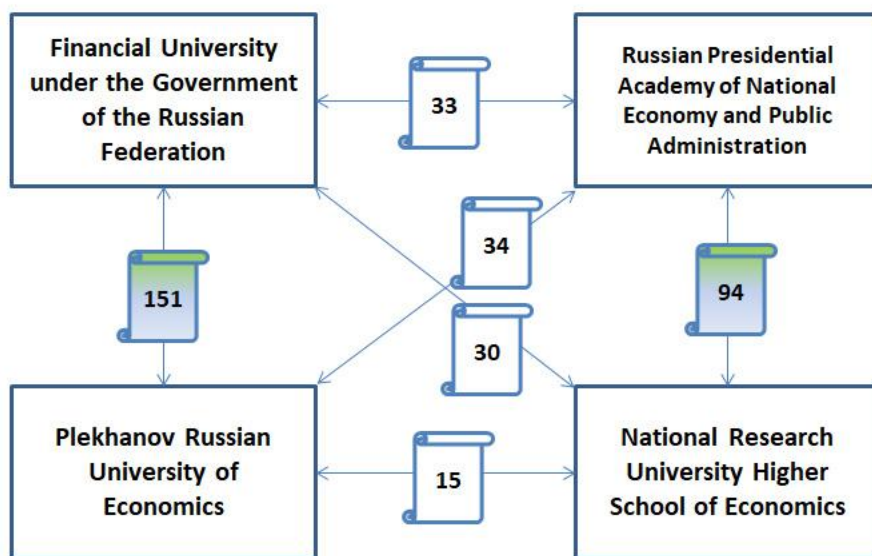 Financial University
under the Government
of the Russian
Federation
33
Russian Presidential
Academy of National
Economy and Public
Administration
34
151
94
30
Plekhanov Russian
University of
Economics
15
National Research
University Higher
School of Economics